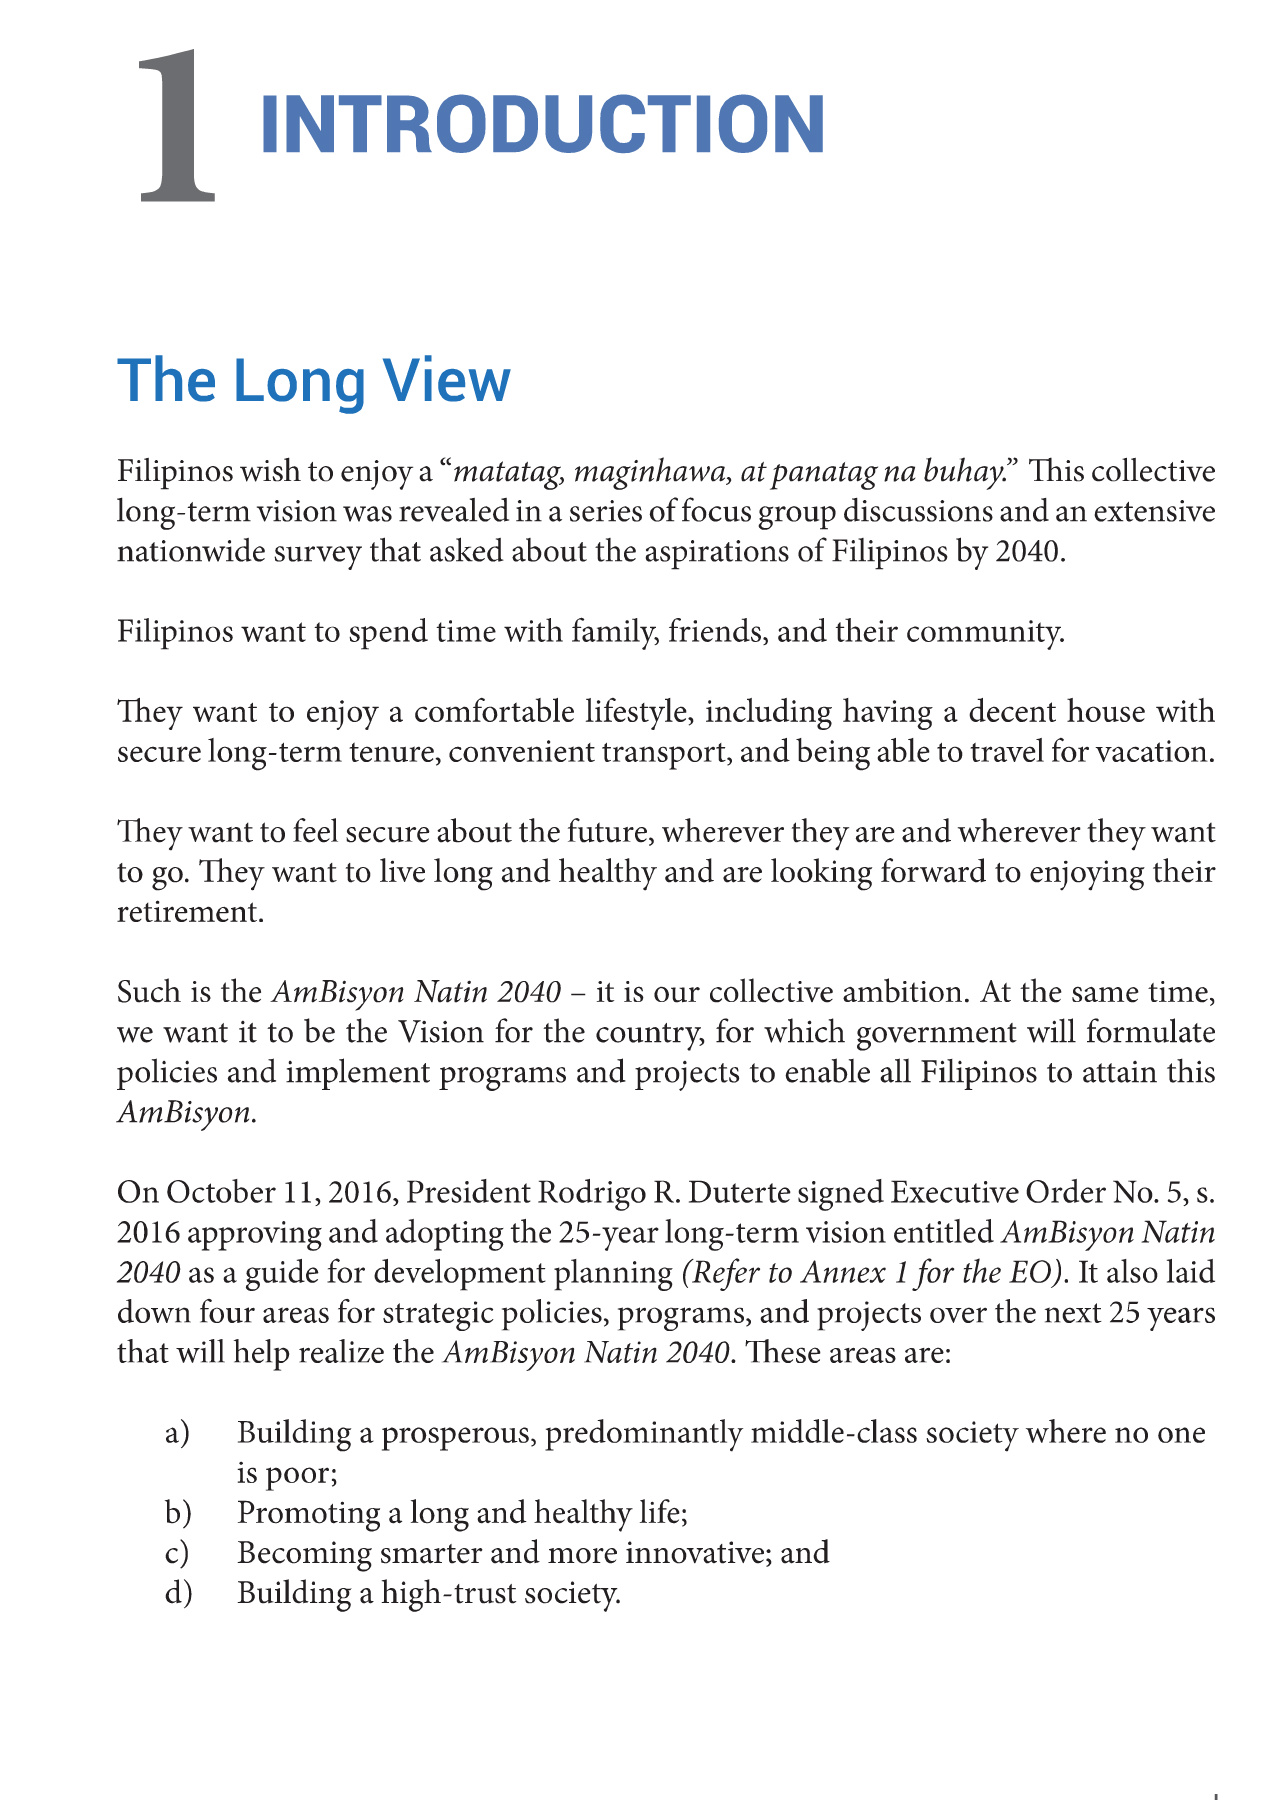 1 INTRODUCTION
The Long View
Filipinos wish to enjoy a “matatag, maginhawa, at panatag na buhay.” This collective
long-term vision was revealed in a series of focus group discussions and an extensive
nationwide survey that asked about the aspirations of Filipinos by 2040.
Filipinos want to spend time with family, friends, and their community.
They want to enjoy a comfortable lifestyle, including having a decent house with
secure long-term tenure, convenient transport, and being able to travel for vacation.
They want to feel secure about the future, wherever they are and wherever they want
to go. They want to live long and healthy and are looking forward to enjoying their
retirement.
Such is the AmBisyon Natin 2040 – it is our collective ambition. At the same time,
we want it to be the Vision for the country, for which government will formulate
policies and implement programs and projects to enable all Filipinos to attain this
AmBisyon.
On October 11, 2016, President Rodrigo R. Duterte signed Executive Order No. 5, s.
2016 approving and adopting the 25-year long-term vision entitled AmBisyon Natin
2040 as a guide for development planning (Refer to Annex 1 for the EO). It also laid
down four areas for strategic policies, programs, and projects over the next 25 years
that will help realize the AmBisyon Natin 2040. These areas are:
a) Building a prosperous, predominantly middle-class society where no one
is poor;
b) Promoting a long and healthy life;
c) Becoming smarter and more innovative; and
d) Building a high-trust society.